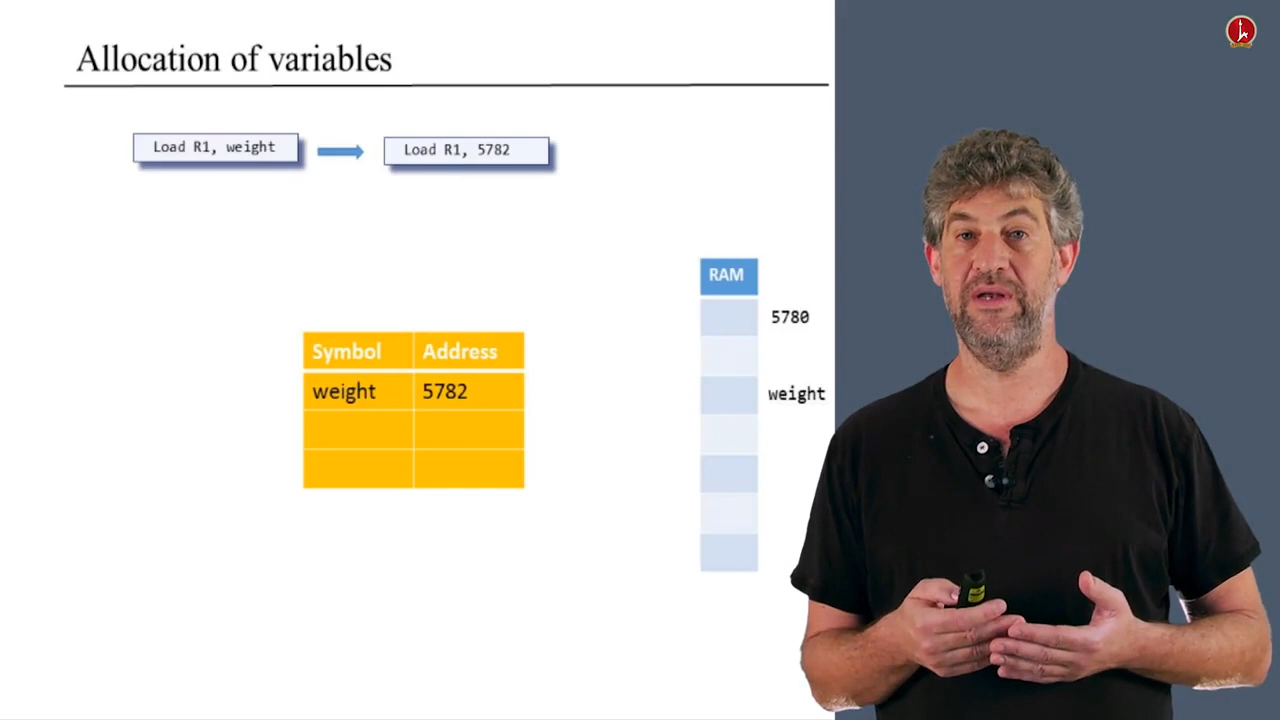 Allocation of variables
Load R1, weight
Load R1, 5782
RAM
5780
Symbol Address
weight 5782
weight